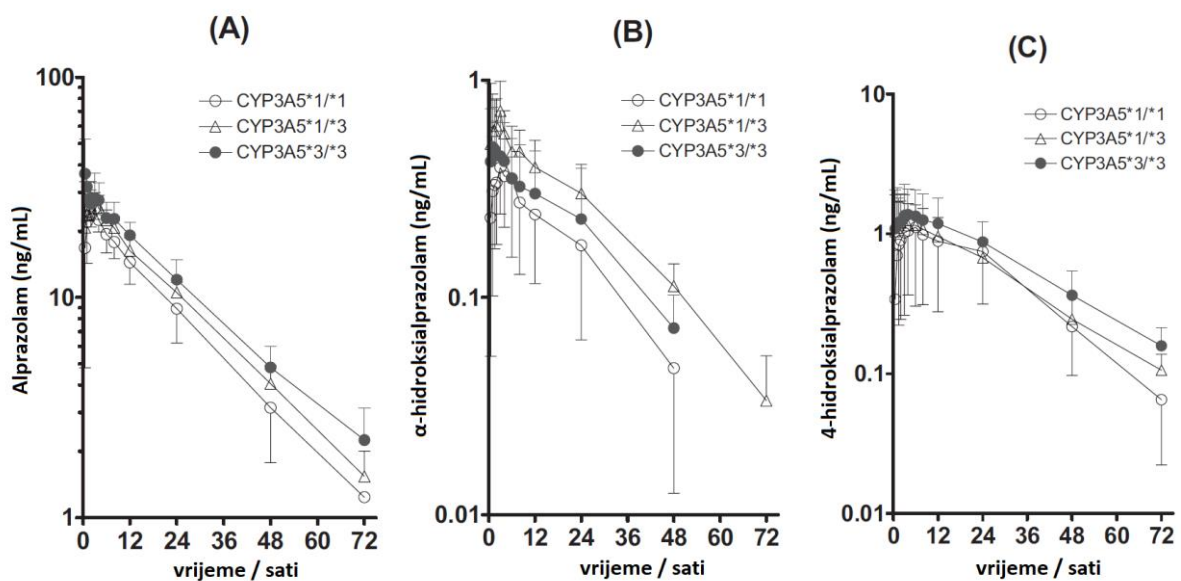 (A)
Alprazolam (ng/mL)
100
10
1
CYP3A5*1/*1
CYP3A5*1/*3
CYP3A5*3/*3
0 12 24 36 48 60 72
vrijeme / sati
(B)
α-hidroksialprazolam (ng/mL)
1
0.1
0.01
CYP3A5*1/*1
CYP3A5*1/*3
CYP3A5*3/*3
0 12 24 36 48 60 72
vrijeme / sati
(C)
4-hidroksialprazolam (ng/mL)
10
1
0.1
0.01
CYP3A5*1/*1
CYP3A5*1/*3
CYP3A5*3/*3
0 12 24 36 48 60 72
vrijeme / sati